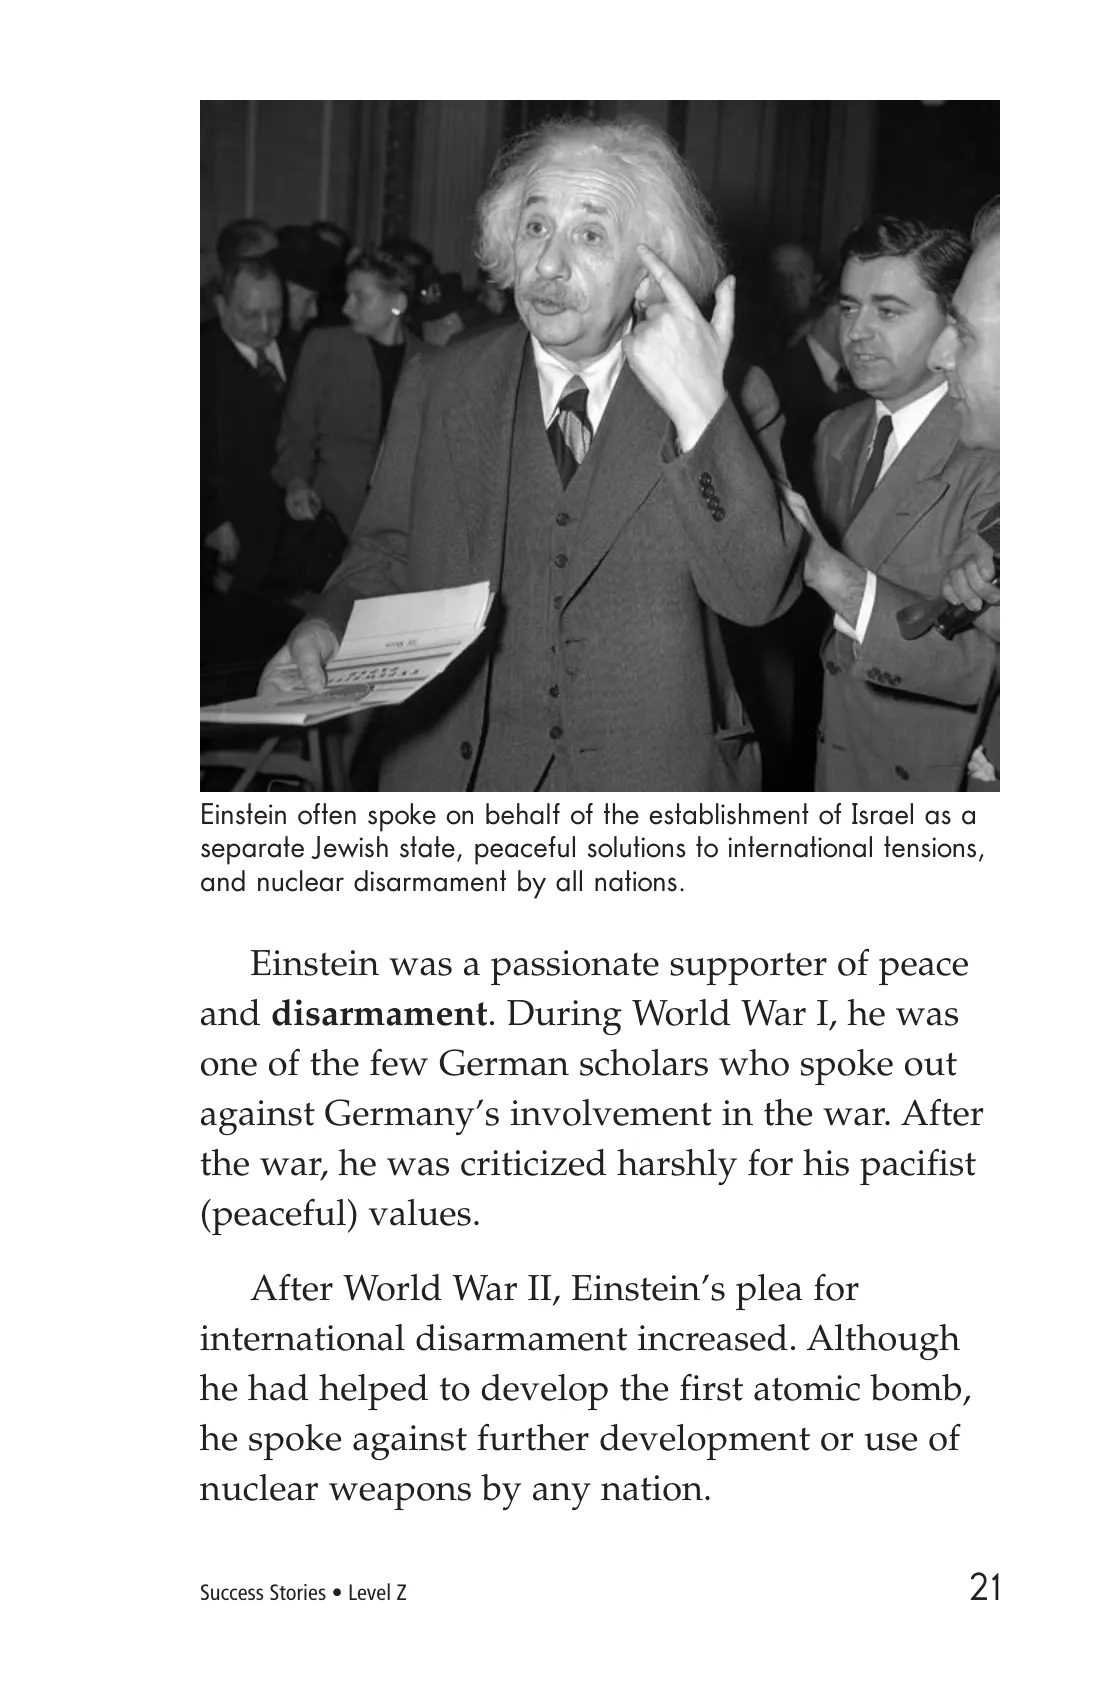 Einstein often spoke on behalf of the establishment of Israel as a
separate Jewish state, peaceful solutions to international tensions,
and nuclear disarmament by all nations.
Einstein was a passionate supporter of peace
and disarmament. During World War I, he was
one of the few German scholars who spoke out
against Germany’s involvement in the war. After
the war, he was criticized harshly for his pacifist
(peaceful) values.
After World War II, Einstein’s plea for
international disarmament increased. Although
he had helped to develop the first atomic bomb,
he spoke against further development or use of
nuclear weapons by any nation.
Success Stories • Level Z
21